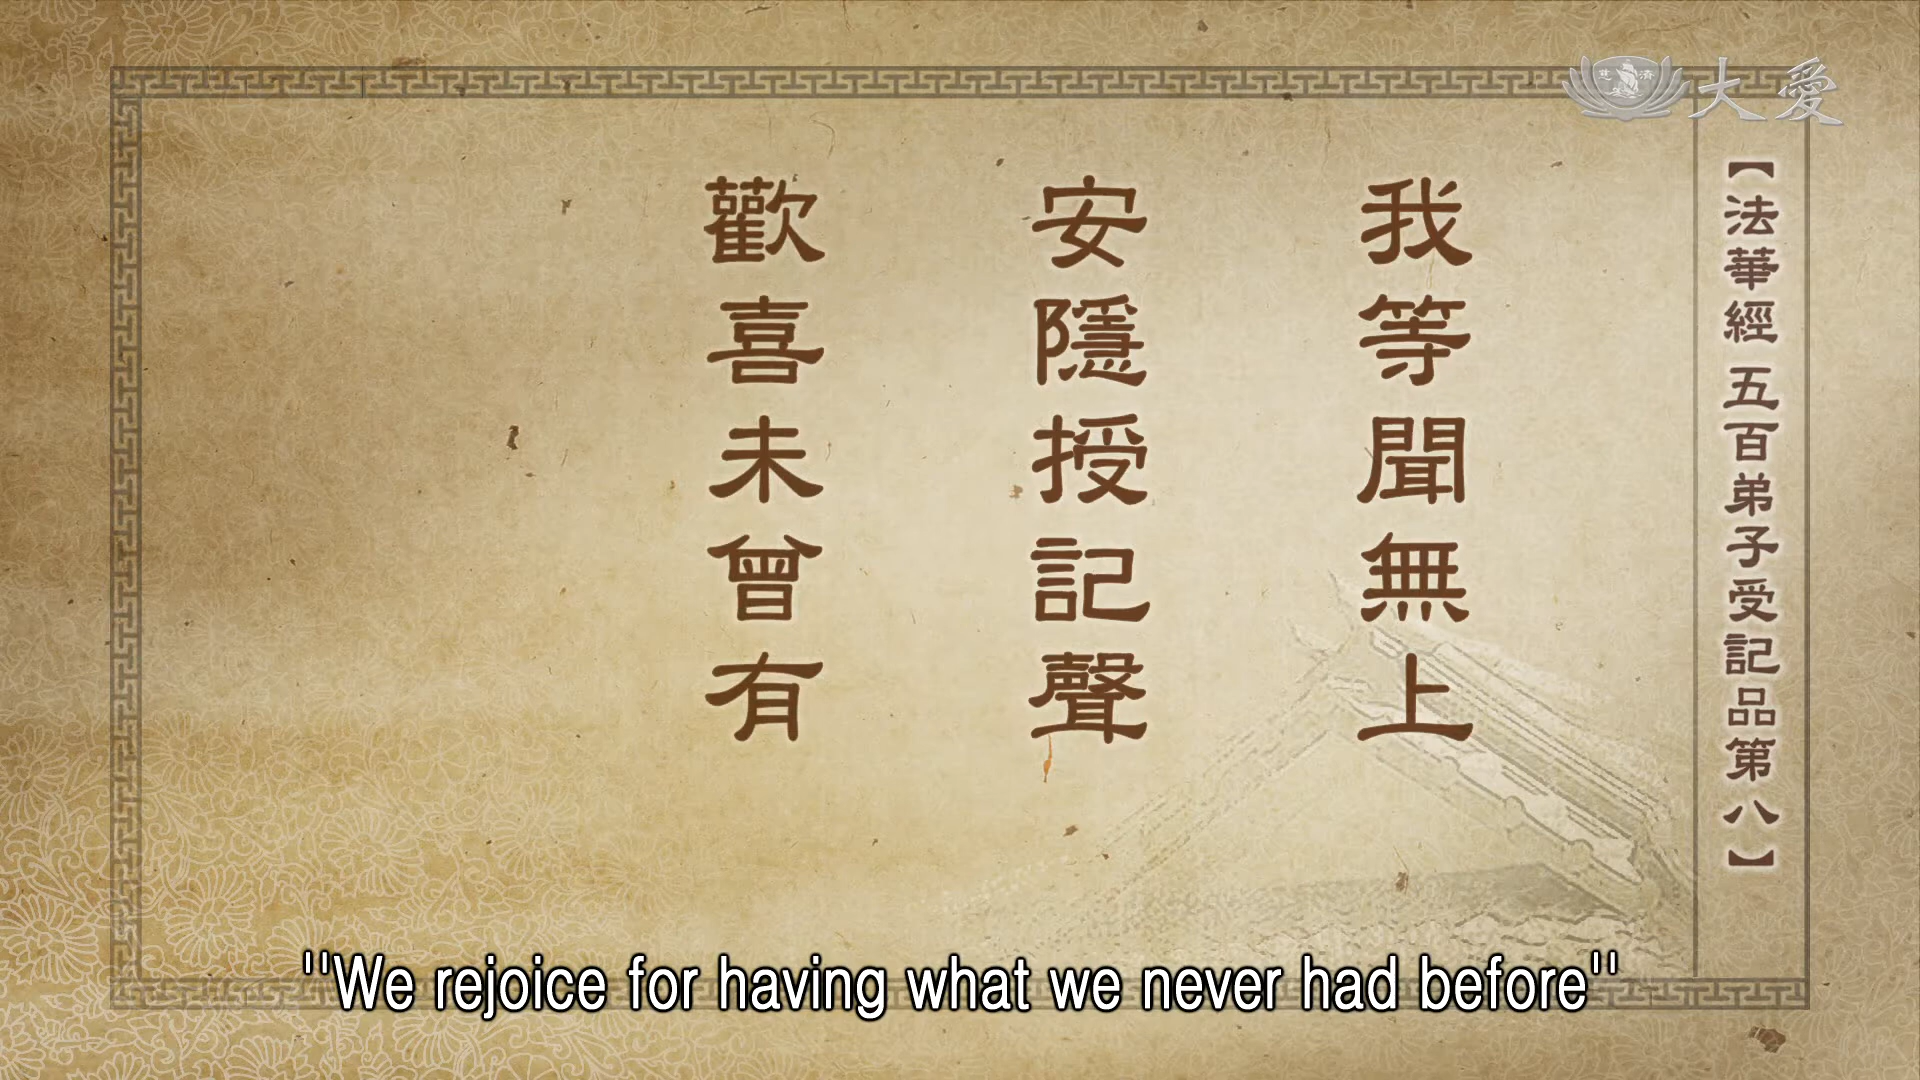 大愛
慈濟
【法華經 五百弟子受記品第八】
我等聞無上
安隱授記聲
歡喜未曾有
"We rejoice for having what we never had before"